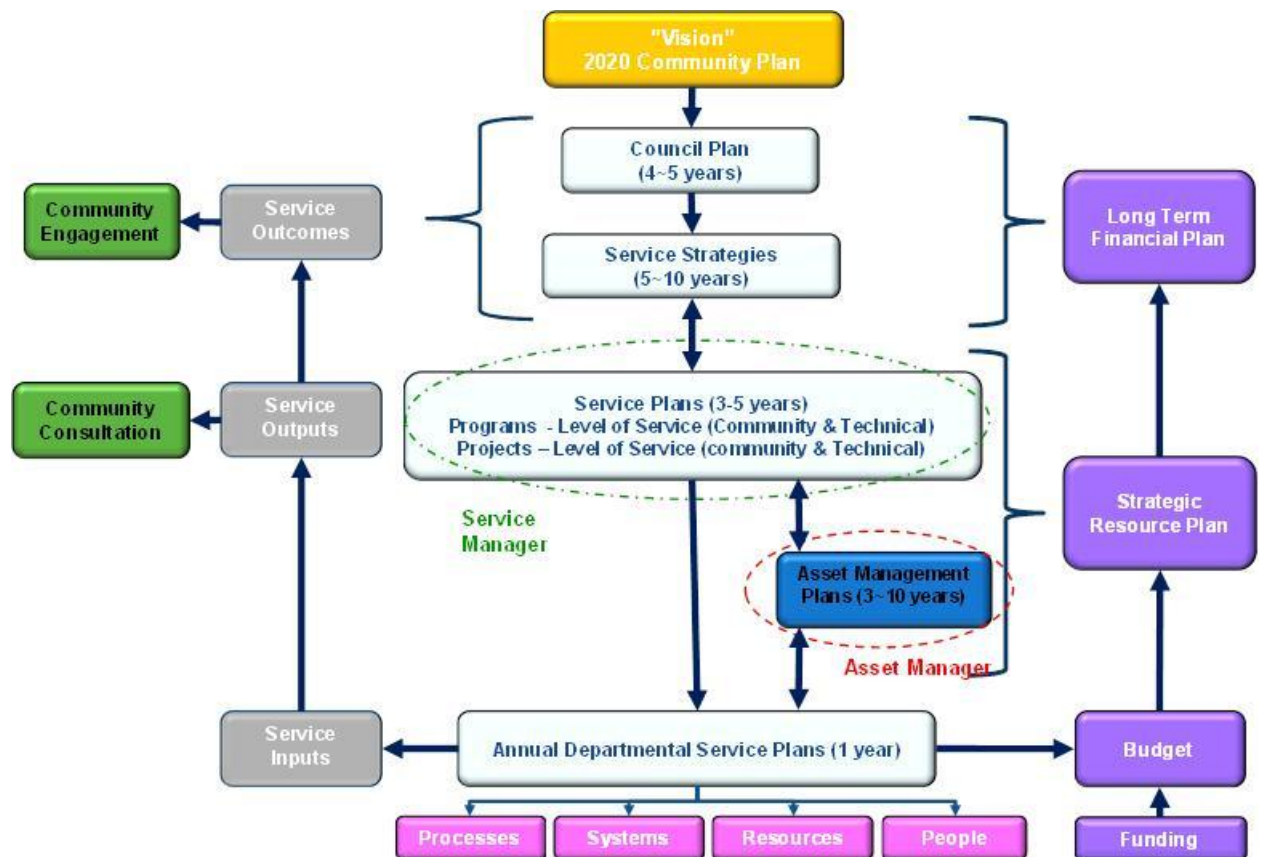 "Vision"
2020 Community Plan
Council Plan
(4~5 years)
Community
Engagement
Service
Outcomes
Long Term
Financial Plan
Service Strategies
(5~10 years)
Community
Consultation
Service
Outputs
Service Plans (3-5 years)
Programs - Level of Service (Community & Technical)
Projects – Level of Service (community & Technical)
Strategic
Resource Plan
Service
Manager
Asset Management
Plans (3~10 years)
Asset Manager
Service
Inputs
Annual Departmental Service Plans (1 year)
Budget
Processes
Systems
Resources
People
Funding